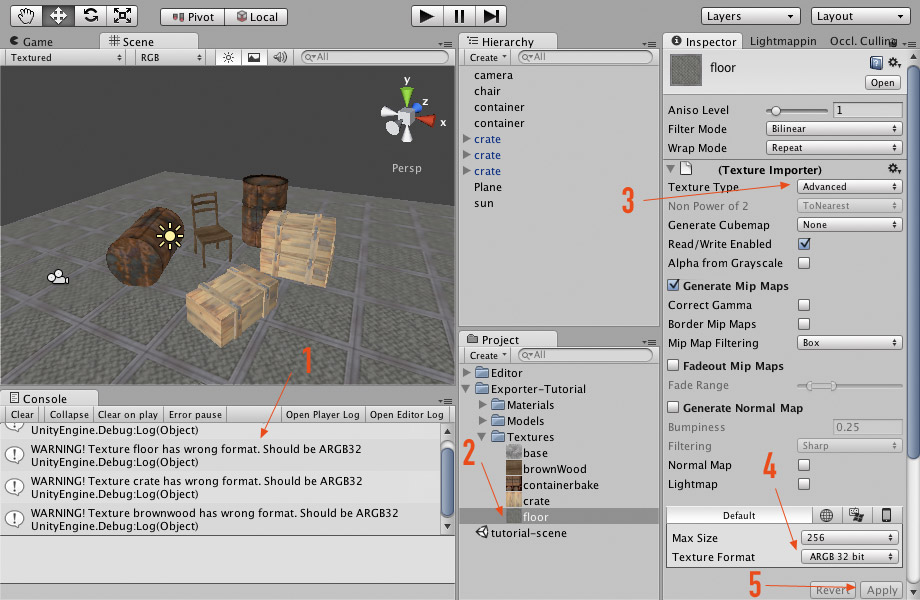 Pivot Local Layers Layout
Game Scene
Textured RGB All
y
z
x
Persp
Hierarchy
Create All
camera
chair
container
container
crate
crate
crate
Plane
sun
Project
Create All
Editor
Exporter-Tutorial
Materials
Models
Textures
base
brownWood
containerbake
crate
floor
tutorial-scene
1
2
Console
Clear Collapse Clear on play Error pause Open Player Log Open Editor Log
UnityEngine.Debug:Log(Object)
WARNING! Texture floor has wrong format. Should be ARGB32
UnityEngine.Debug:Log(Object)
WARNING! Texture crate has wrong format. Should be ARGB32
UnityEngine.Debug:Log(Object)
WARNING! Texture brownwood has wrong format. Should be ARGB32
UnityEngine.Debug:Log(Object)
Inspector Lightmappin Occl. Culling
floor
Open
Aniso Level 1
Filter Mode Bilinear
Wrap Mode Repeat
(Texture Importer)
3
Texture Type Advanced
Non Power of 2 ToNearest
Generate Cubemap None
Read/Write Enabled
Alpha from Grayscale
Generate Mip Maps
Correct Gamma
Border Mip Maps
Mip Map Filtering Box
Fadeout Mip Maps
Fade Range
Generate Normal Map
Bumpiness 0.25
Filtering Sharp
Normal Map
4
Lightmap
Default
Max Size 256
Texture Format ARGB 32 bit
5 Revert Apply